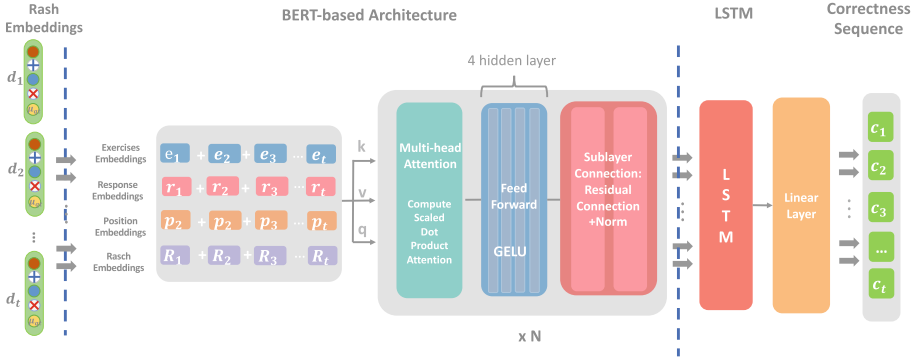 Rash
Embeddings
BERT-based Architecture
LSTM
Correctness
Sequence
d1
d2
...
dt
4 hidden layer
Exercises
Embeddings
e1 + e2 + e3 ... et
Response
Embeddings
r1 + r2 + r3 ... rt
Position
Embeddings
p2 + p2 + p3 ... pt
Rasch
Embeddings
R1 + R2 + R3 ... Rt
k
v
q
Multi-head
Attention
Compute
Scaled
Dot
Product
Attention
Feed
Forward
GELU
Sublayer
Connection:
Residual
Connection
+Norm
x N
L
S
T
M
Linear
Layer
c1
c2
c3
...
ct